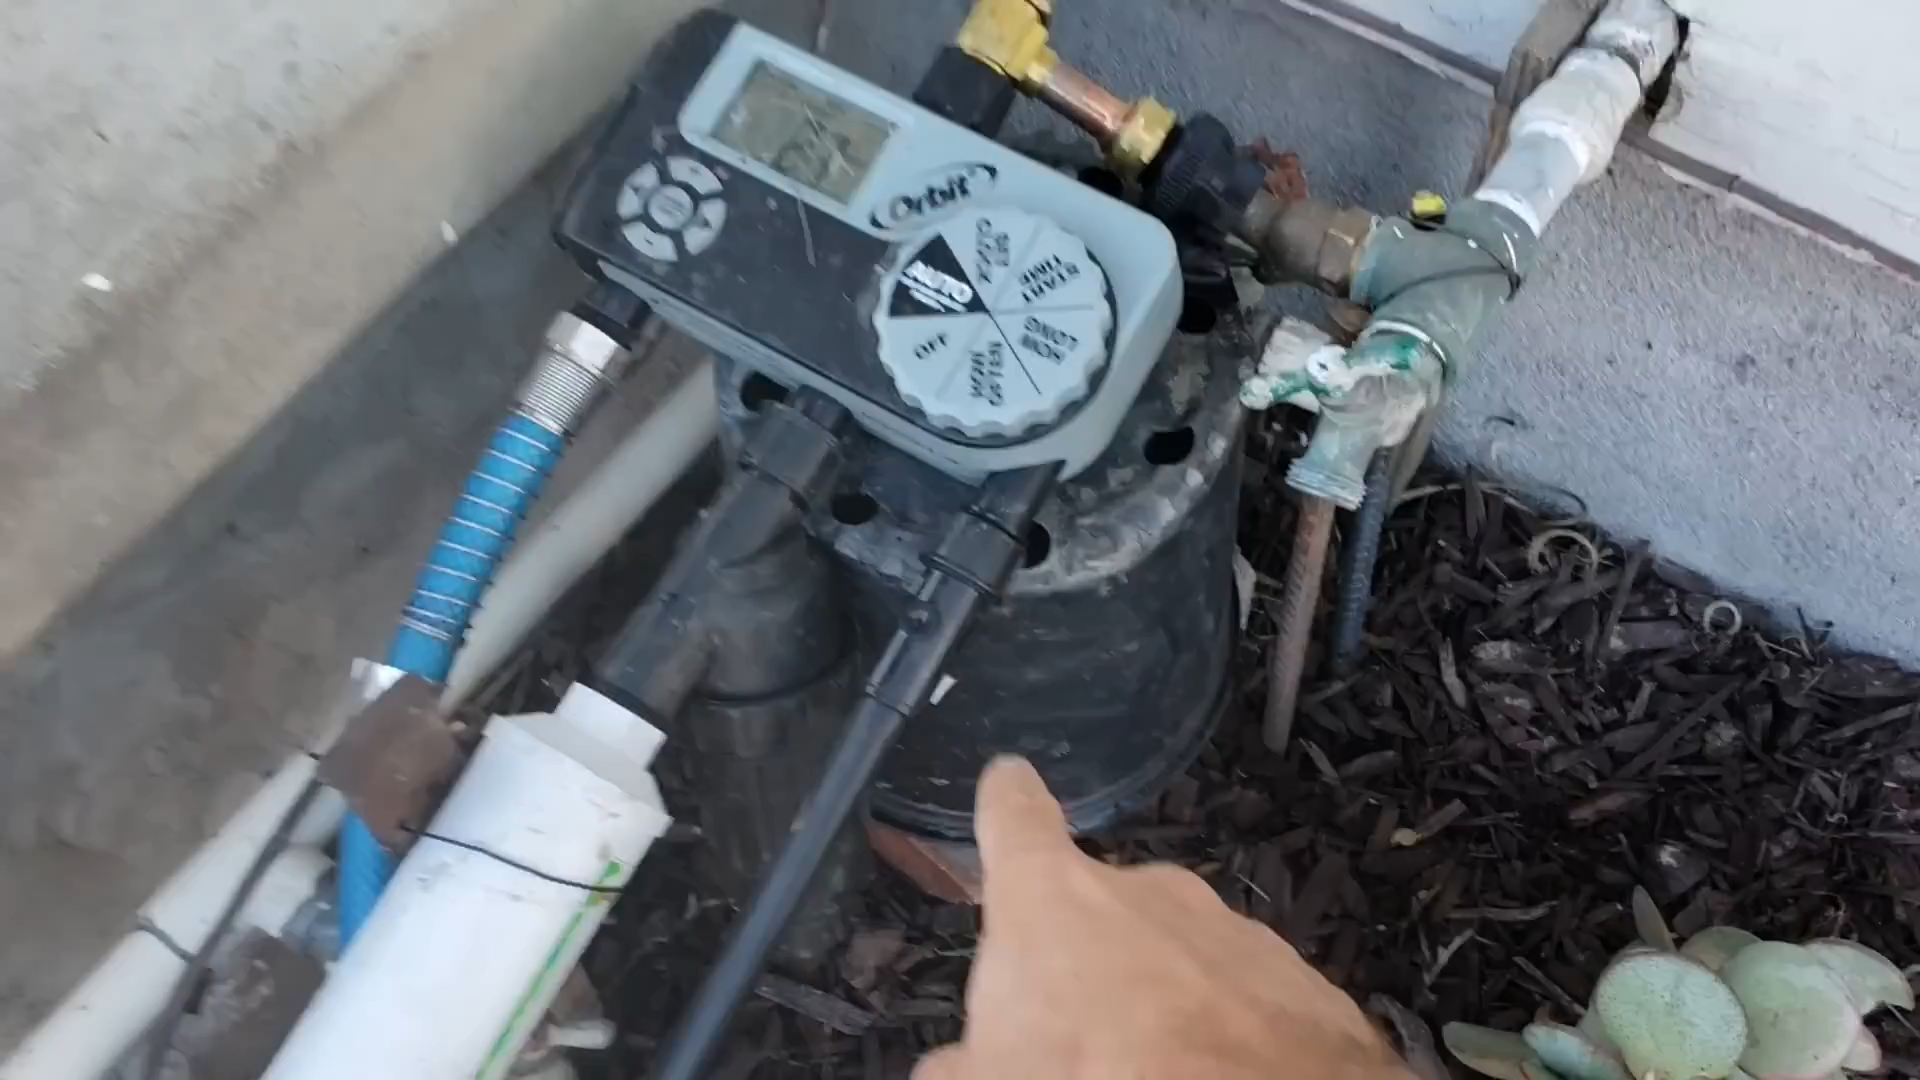 Orbit
SET
CLOCK
START
TIME
HOW
LONG
HOW
OFTEN
OFF
AUTO